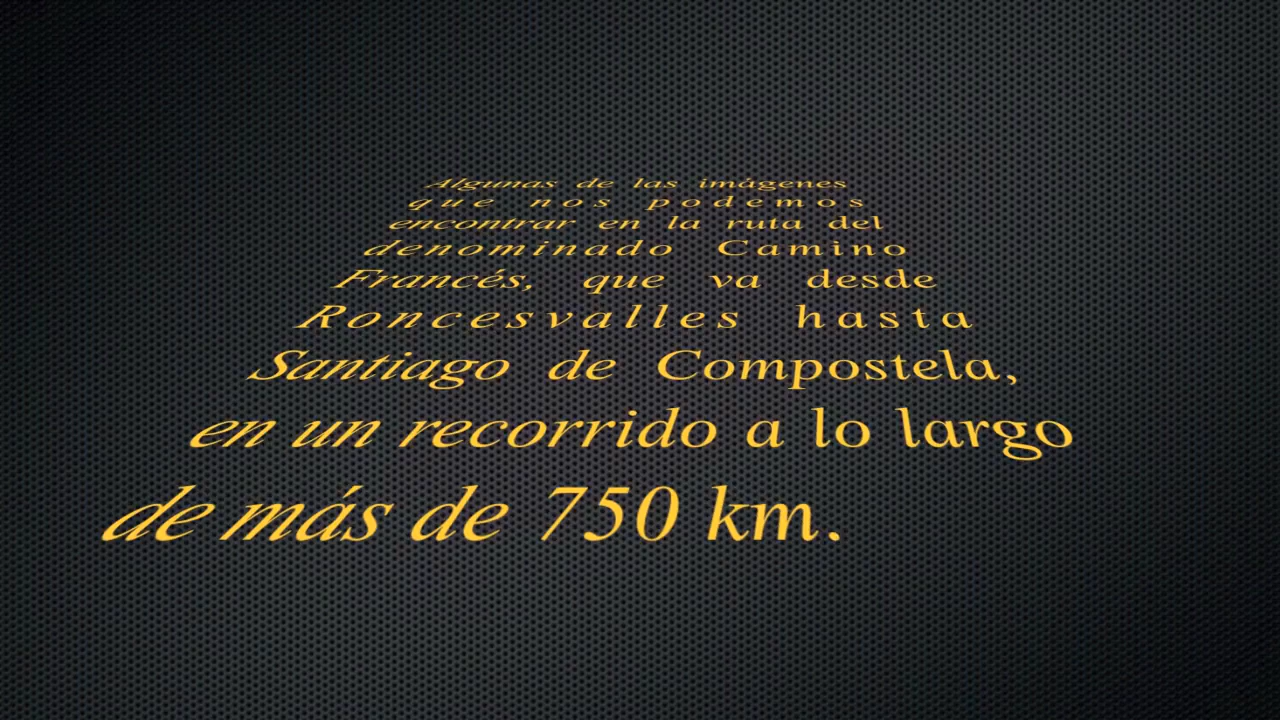 Algunas de las imágenes
que nos podemos
encontrar en la ruta del
denominado Camino
Francés, que va desde
Roncesvalles hasta
Santiago de Compostela,
en un recorrido a lo largo
de más de 750 km.